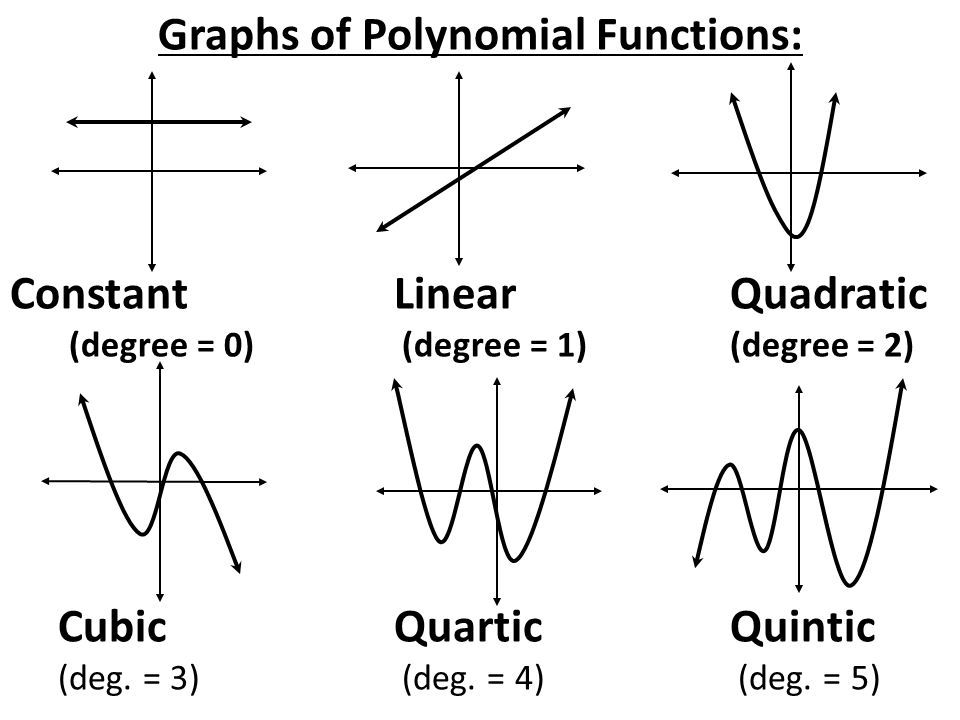 Graphs of Polynomial Functions:
Constant
(degree = 0)
Linear
(degree = 1)
Quadratic
(degree = 2)
Cubic
(deg. = 3)
Quartic
(deg. = 4)
Quintic
(deg. = 5)